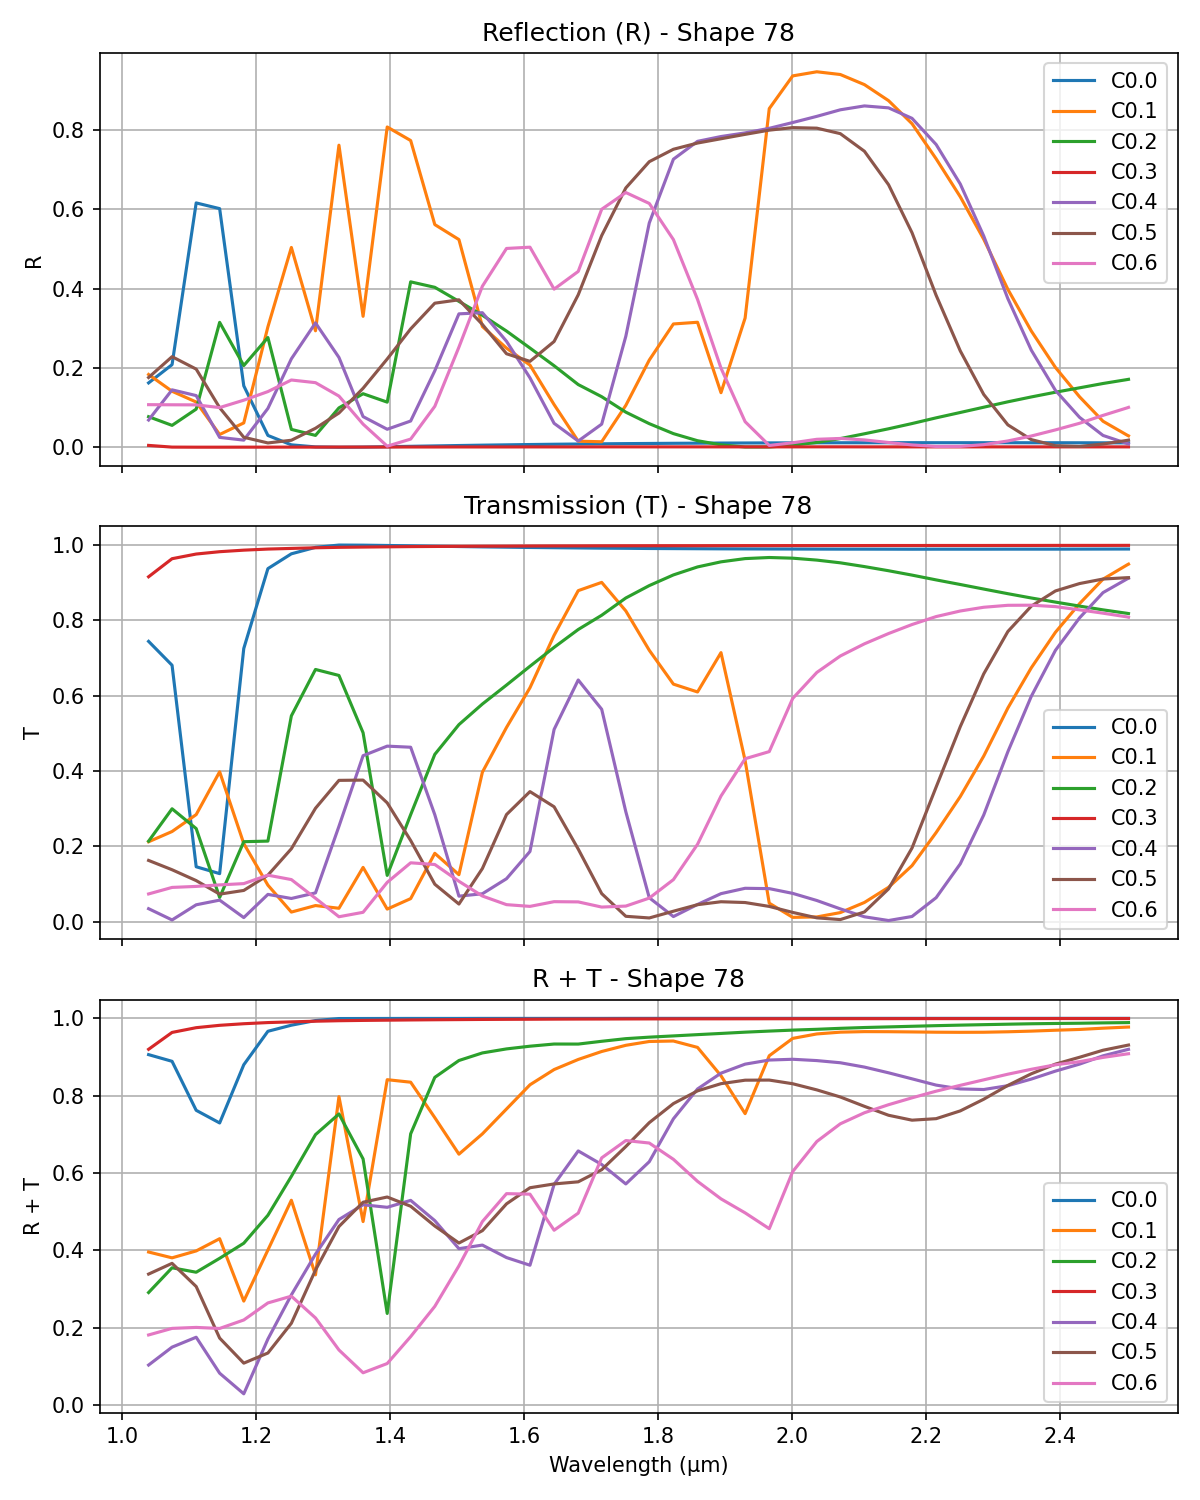 Reflection (R) - Shape 78
0.8
0.6
0.4
0.2
0.0
R
C0.0
C0.1
C0.2
C0.3
C0.4
C0.5
C0.6
Transmission (T) - Shape 78
1.0
0.8
0.6
0.4
0.2
0.0
T
C0.0
C0.1
C0.2
C0.3
C0.4
C0.5
C0.6
R + T - Shape 78
1.0
0.8
0.6
0.4
0.2
0.0
R + T
C0.0
C0.1
C0.2
C0.3
C0.4
C0.5
C0.6
1.0 1.2 1.4 1.6 1.8 2.0 2.2 2.4
Wavelength (μm)